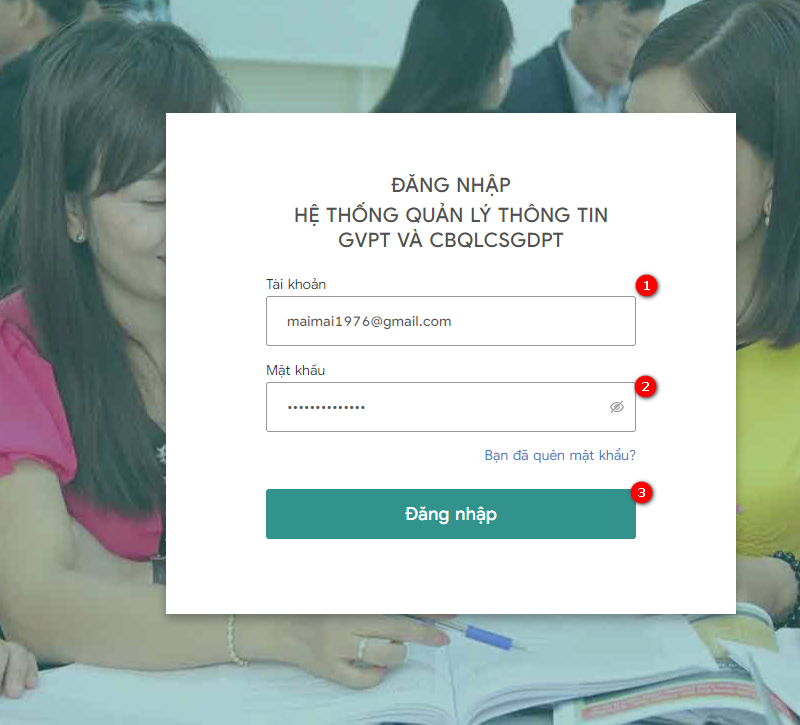 ĐĂNG NHẬP
HỆ THỐNG QUẢN LÝ THÔNG TIN
GVPT VÀ CBQLCSGDPT
Tài khoản
1
maimai1976@gmail.com
Mật khẩu
2
••••••••••••••
Bạn đã quên mật khẩu?
3
Đăng nhập